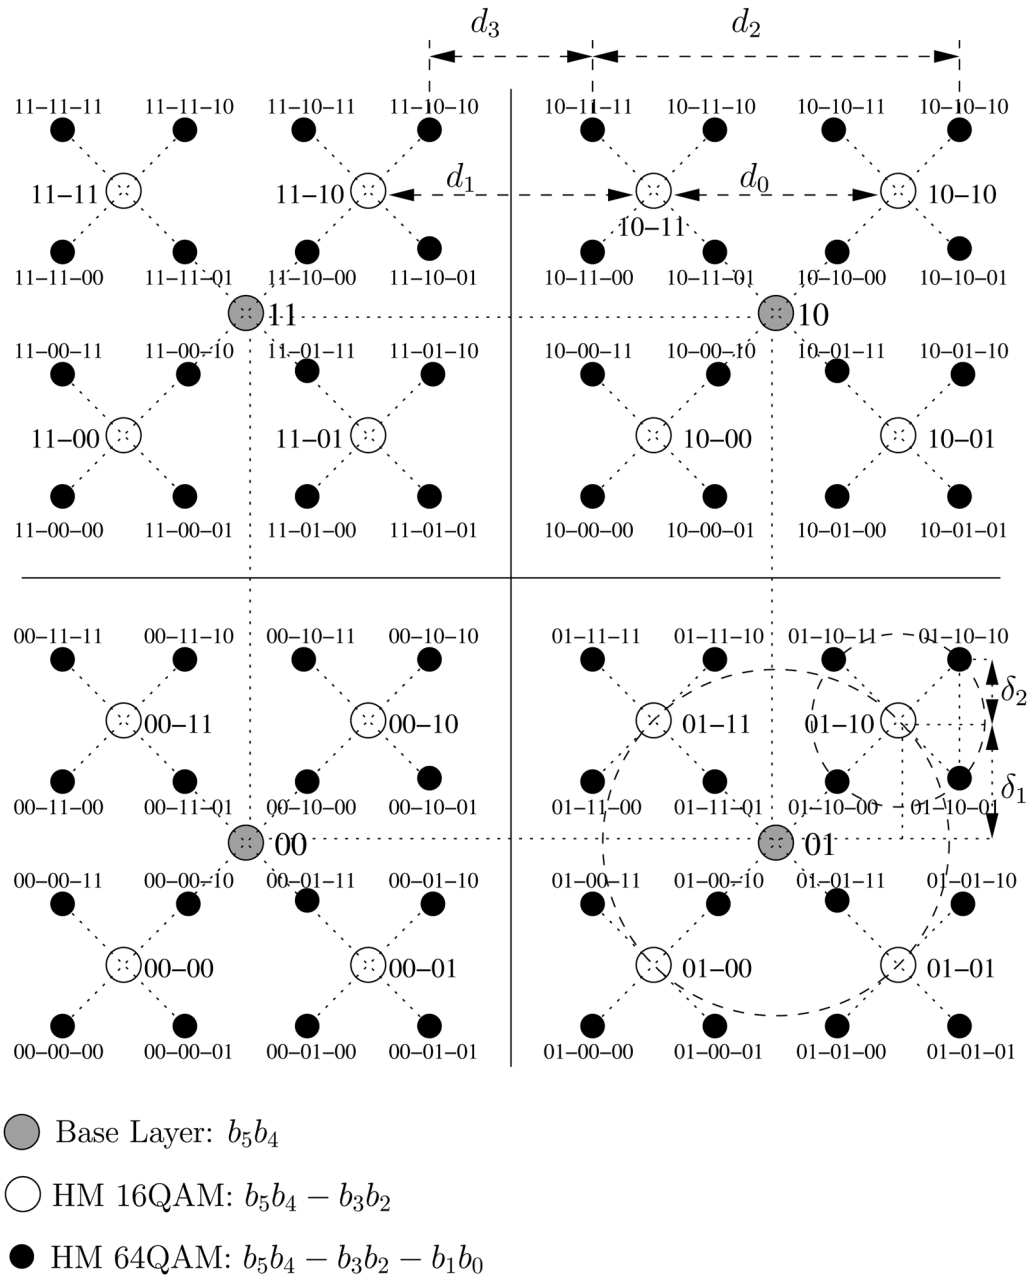 d₃ d₂
11–11–11 11–11–10 11–10–11 11–10–10 10–11–11 10–11–10 10–10–11 10–10–10
11–11 11–10 d₁ d₀ 10–10
10–11
11–11–00 11–11–01 11–10–00 11–10–01 10–11–00 10–11–01 10–10–00 10–10–01
11 10
11–00–11 11–00–10 11–01–11 11–01–10 10–00–11 10–00–10 10–01–11 10–01–10
11–00 11–01 10–00 10–01
11–00–00 11–00–01 11–01–00 11–01–01 10–00–00 10–00–01 10–01–00 10–01–01
00–11–11 00–11–10 00–10–11 00–10–10 01–11–11 01–11–10 01–10–11 01–10–10
δ₂
00–11 00–10 01–11 01–10
δ₁
00–11–00 00–11–01 00–10–00 00–10–01 01–11–00 01–11–01 01–10–00 01–10–01
00 01
00–00–11 00–00–10 00–01–11 00–01–10 01–00–11 01–00–10 01–01–11 01–01–10
00–00 00–01 01–00 01–01
00–00–00 00–00–01 00–01–00 00–01–01 01–00–00 01–00–01 01–01–00 01–01–01
Base Layer: b₅b₄
HM 16QAM: b₅b₄ − b₃b₂
HM 64QAM: b₅b₄ − b₃b₂ − b₁b₀